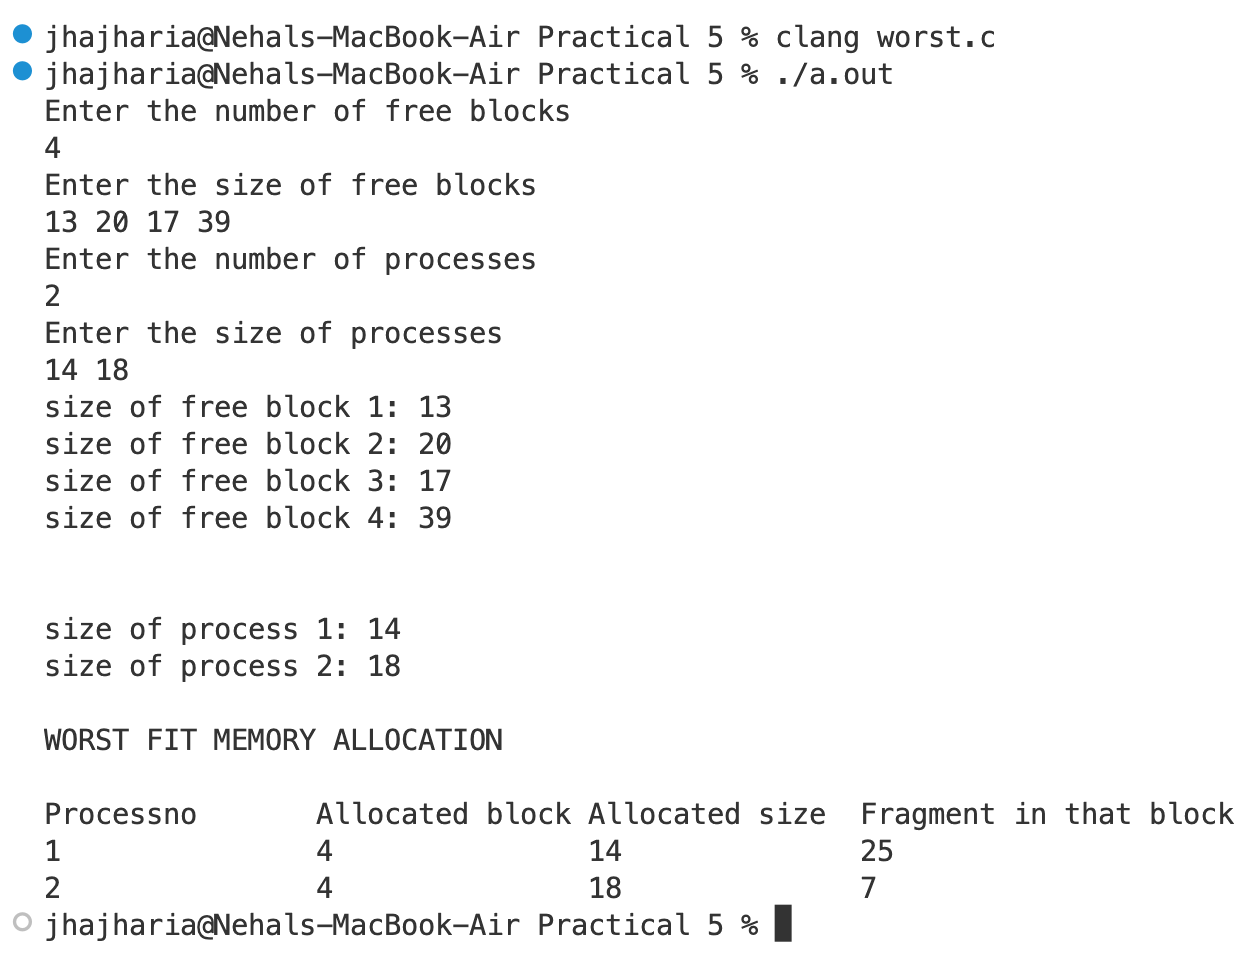 jhajharia@Nehals-MacBook-Air Practical 5 % clang worst.c
jhajharia@Nehals-MacBook-Air Practical 5 % ./a.out
Enter the number of free blocks
4
Enter the size of free blocks
13 20 17 39
Enter the number of processes
2
Enter the size of processes
14 18
size of free block 1: 13
size of free block 2: 20
size of free block 3: 17
size of free block 4: 39
size of process 1: 14
size of process 2: 18
WORST FIT MEMORY ALLOCATION
Processno Allocated block Allocated size Fragment in that block
1 4 14 25
2 4 18 7
jhajharia@Nehals-MacBook-Air Practical 5 %